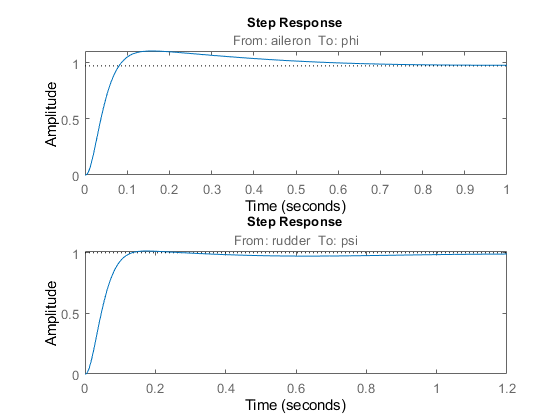 Step Response
From: aileron To: phi
Amplitude
1
0.5
0
0 0.1 0.2 0.3 0.4 0.5 0.6 0.7 0.8 0.9 1
Time (seconds)
Step Response
From: rudder To: psi
Amplitude
1
0.5
0
0 0.2 0.4 0.6 0.8 1 1.2
Time (seconds)